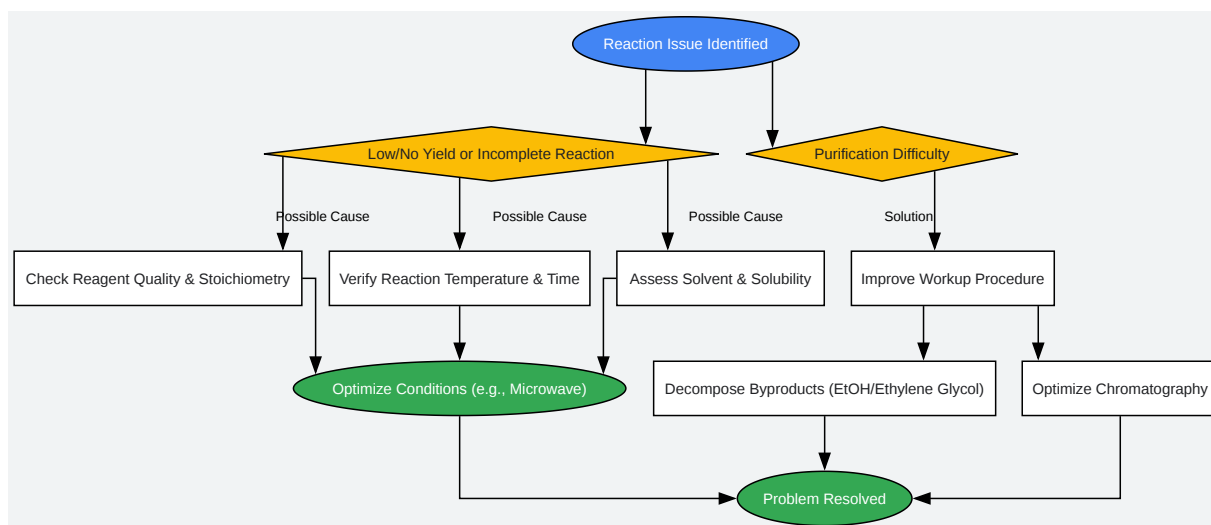 Reaction Issue Identified
Low/No Yield or Incomplete Reaction
Purification Difficulty
Possible Cause
Possible Cause
Possible Cause
Solution
Check Reagent Quality & Stoichiometry
Verify Reaction Temperature & Time
Assess Solvent & Solubility
Improve Workup Procedure
Optimize Conditions (e.g., Microwave)
Decompose Byproducts (EtOH/Ethylene Glycol)
Optimize Chromatography
Problem Resolved